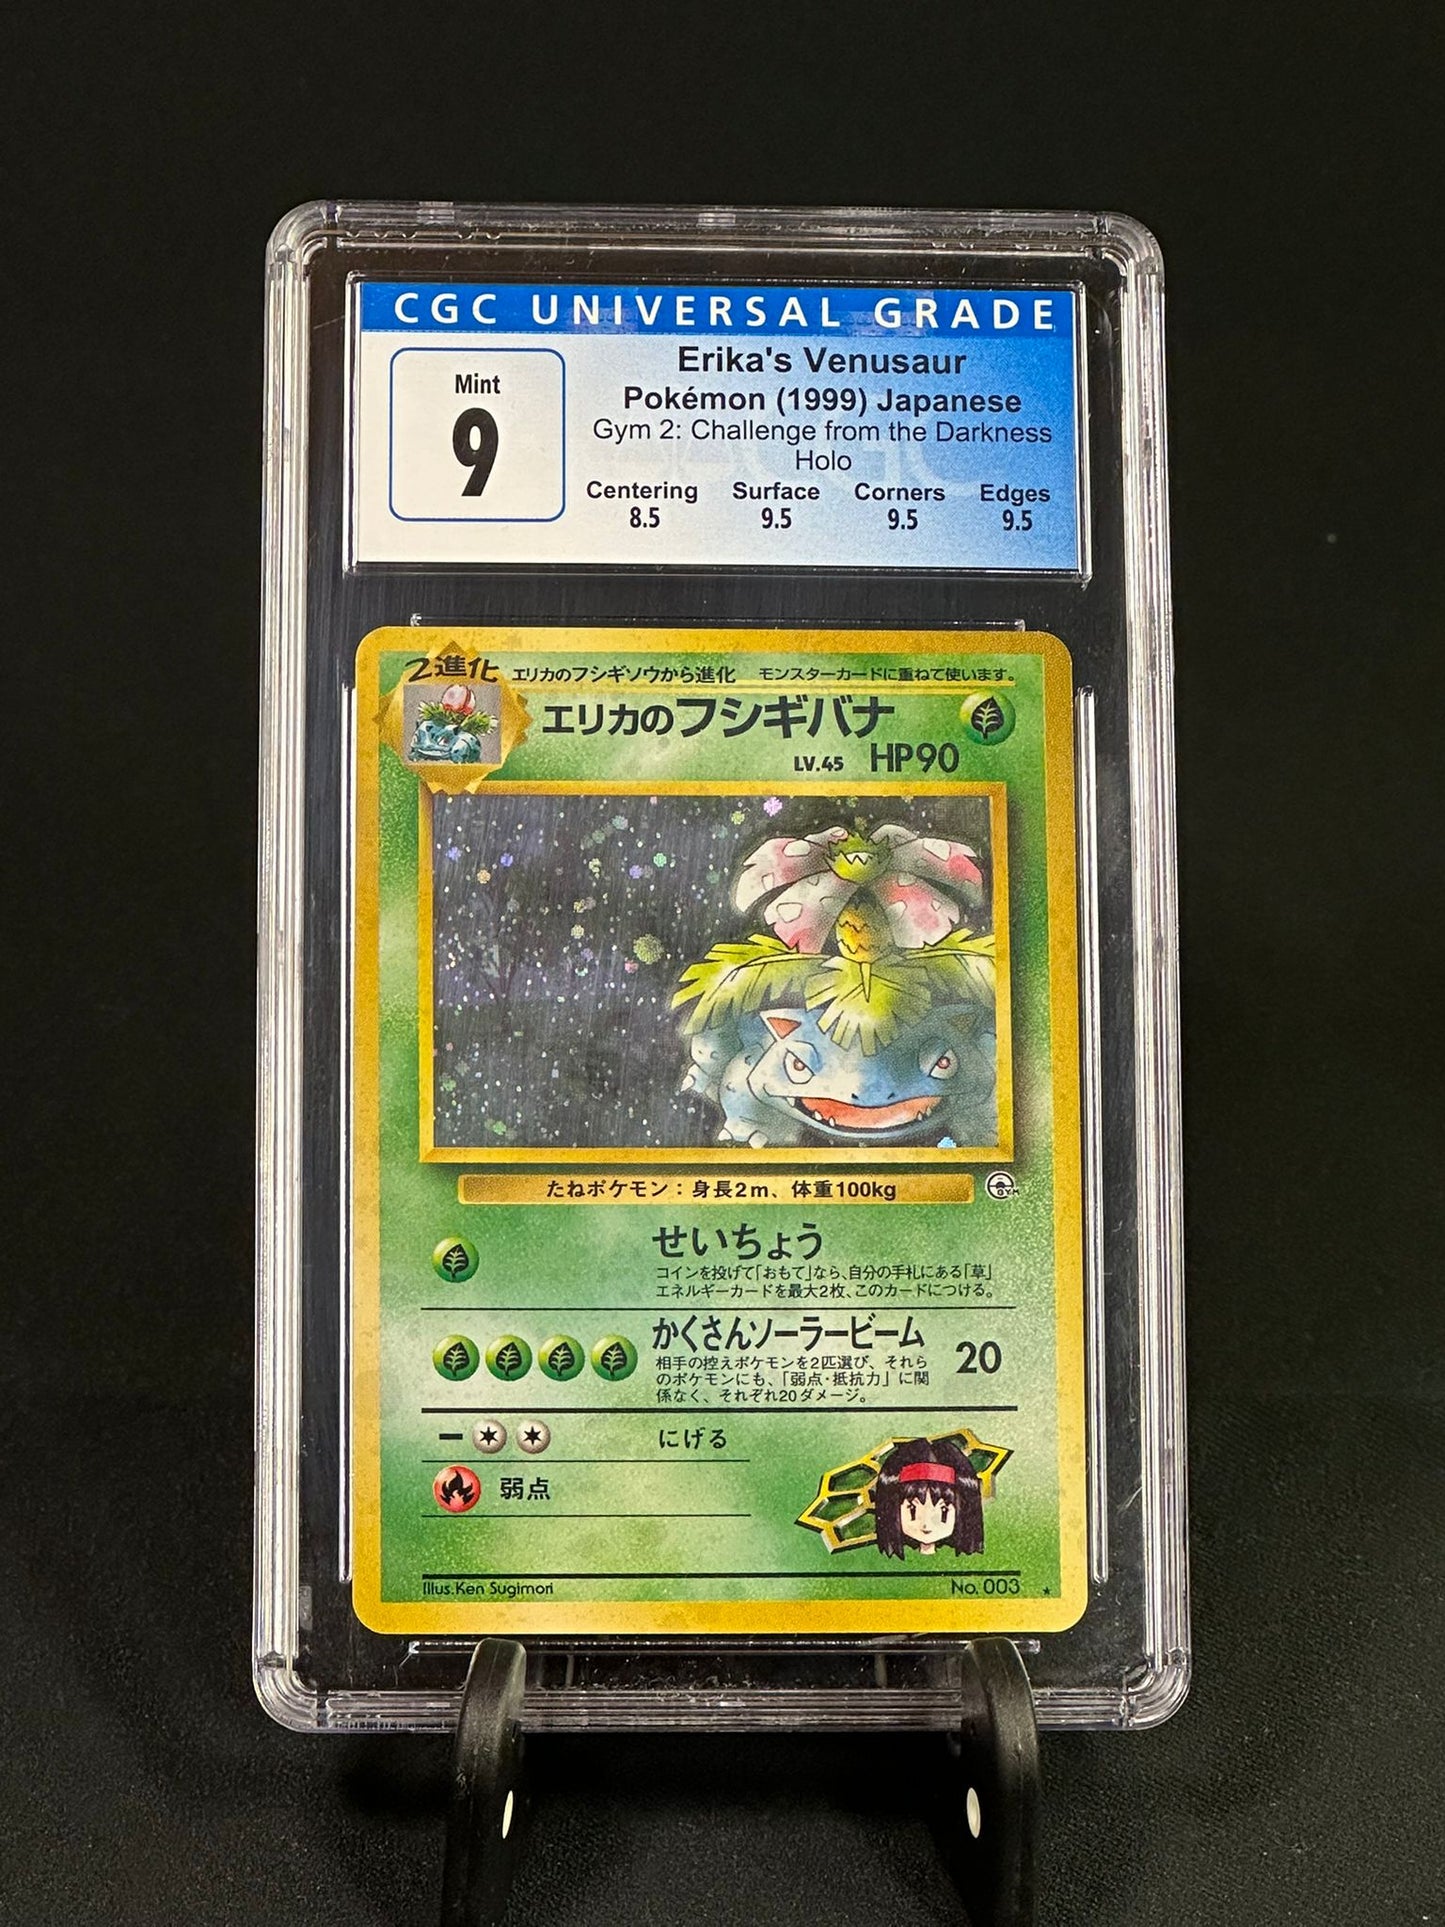 CGC UNIVERSAL GRADE
Mint
9
Erika's Venusaur
Pokémon (1999) Japanese
Gym 2: Challenge from the Darkness
Holo
Centering Surface Corners Edges
8.5 9.5 9.5 9.5
2進化 エリカのフシギソウから進化 モンスターカードに重ねて使います。
エリカのフシギバナ
LV.45 HP90
たねポケモン：身長2m、体重100kg
GYM
せいちょう
コインを投げて「おもて」なら、自分の手札にある「草」
エネルギーカードを最大2枚、このカードにつける。
かくさんソーラービーム 20
相手の控えポケモンを2匹選び、それら
のポケモンにも、「弱点・抵抗力」に関
係なく、それぞれ20ダメージ。
にげる
弱点
Illus.Ken Sugimori No. 003 ★